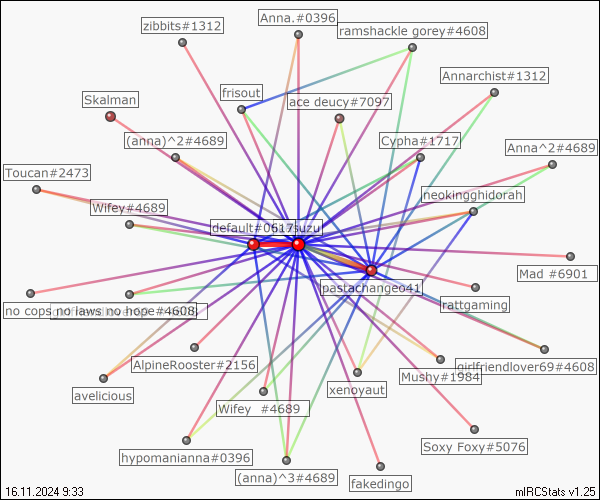 Anna.#0396
zibbits#1312
ramshackle gorey#4608
Annarchist#1312
frisout
Skalman
ace deucy#7097
(anna)^2#4689
Cypha#1717
Anna^2#4689
Toucan#2473
neokingghidorah
Wifey#4689
default#0617
suzu
Mad #6901
pastachangeo41
rattgaming
no cops no laws no hope#4608
AlpineRooster#2156
girlfriendlover69#4608
Mushy#1984
xenoyaut
avelicious
Wifey  #4689
Soxy Foxy#5076
hypomanianna#0396
(anna)^3#4689
fakedingo
16.11.2024 9:33
mIRCStats v1.25